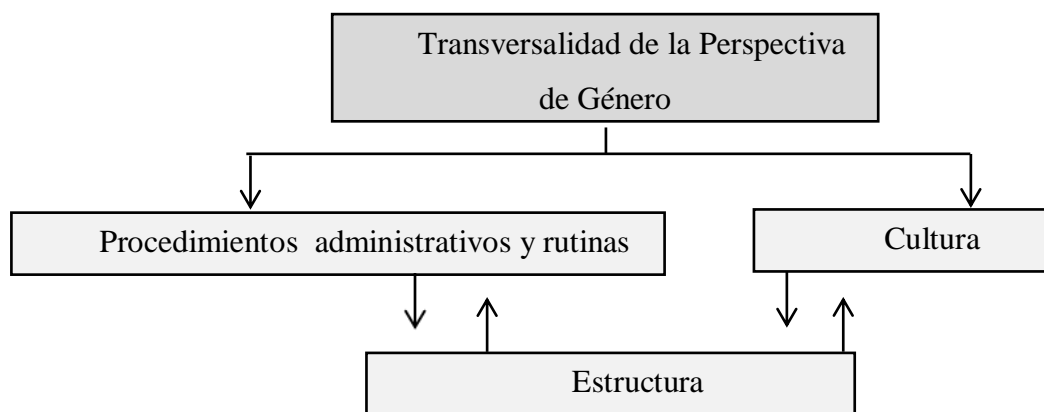 Transversalidad de la Perspectiva
de Género
Procedimientos administrativos y rutinas
Cultura
Estructura